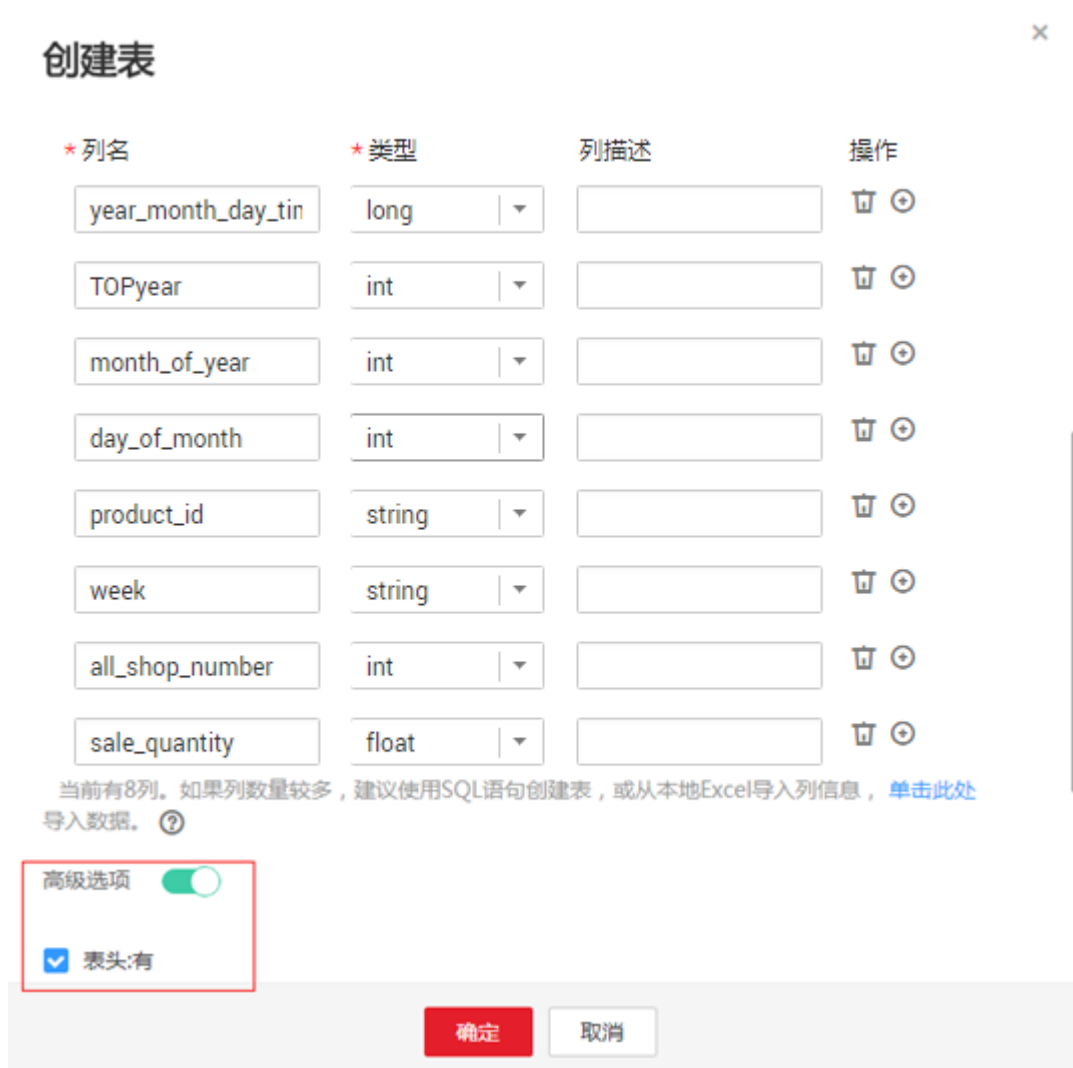 创建表
* 列名 * 类型 列描述 操作
year_month_day_tin long
TOPyear int
month_of_year int
day_of_month int
product_id string
week string
all_shop_number int
sale_quantity float
当前有8列。如果列数量较多，建议使用SQL语句创建表，或从本地Excel导入列信息，单击此处
导入数据。
高级选项
表头:有
确定 取消